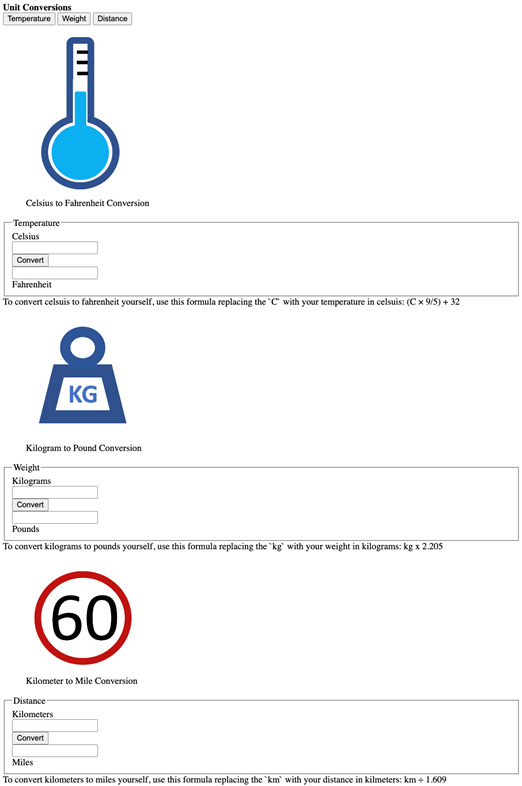 Unit Conversions
Temperature Weight Distance
Celsius to Fahrenheit Conversion
Temperature
Celsius
Convert
Fahrenheit
To convert celsuis to fahrenheit yourself, use this formula replacing the `C` with your temperature in celsuis: (C × 9/5) + 32
KG
Kilogram to Pound Conversion
Weight
Kilograms
Convert
Pounds
To convert kilograms to pounds yourself, use this formula replacing the `kg` with your weight in kilograms: kg x 2.205
60
Kilometer to Mile Conversion
Distance
Kilometers
Convert
Miles
To convert kilometers to miles yourself, use this formula replacing the `km` with your distance in kilmeters: km ÷ 1.609